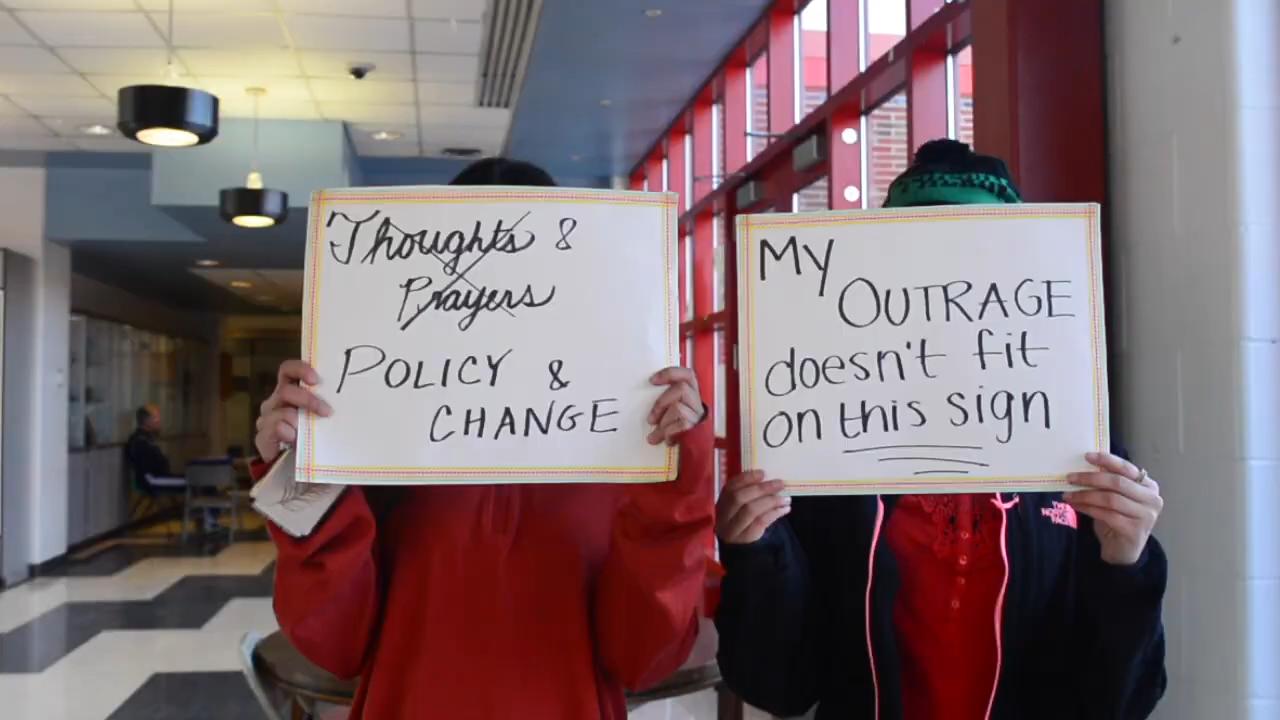 Thoughts &
Prayers
POLICY &
CHANGE
My
OUTRAGE
doesn't fit
on this sign
THE
NORTH
FACE